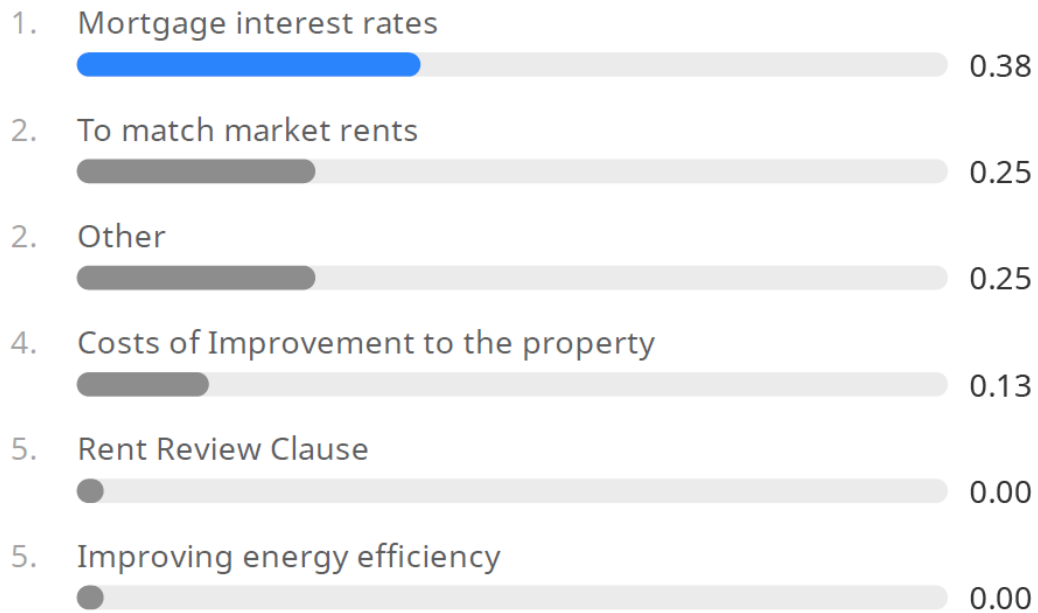 1. Mortgage interest rates
0.38
2. To match market rents
0.25
2. Other
0.25
4. Costs of Improvement to the property
0.13
5. Rent Review Clause
0.00
5. Improving energy efficiency
0.00